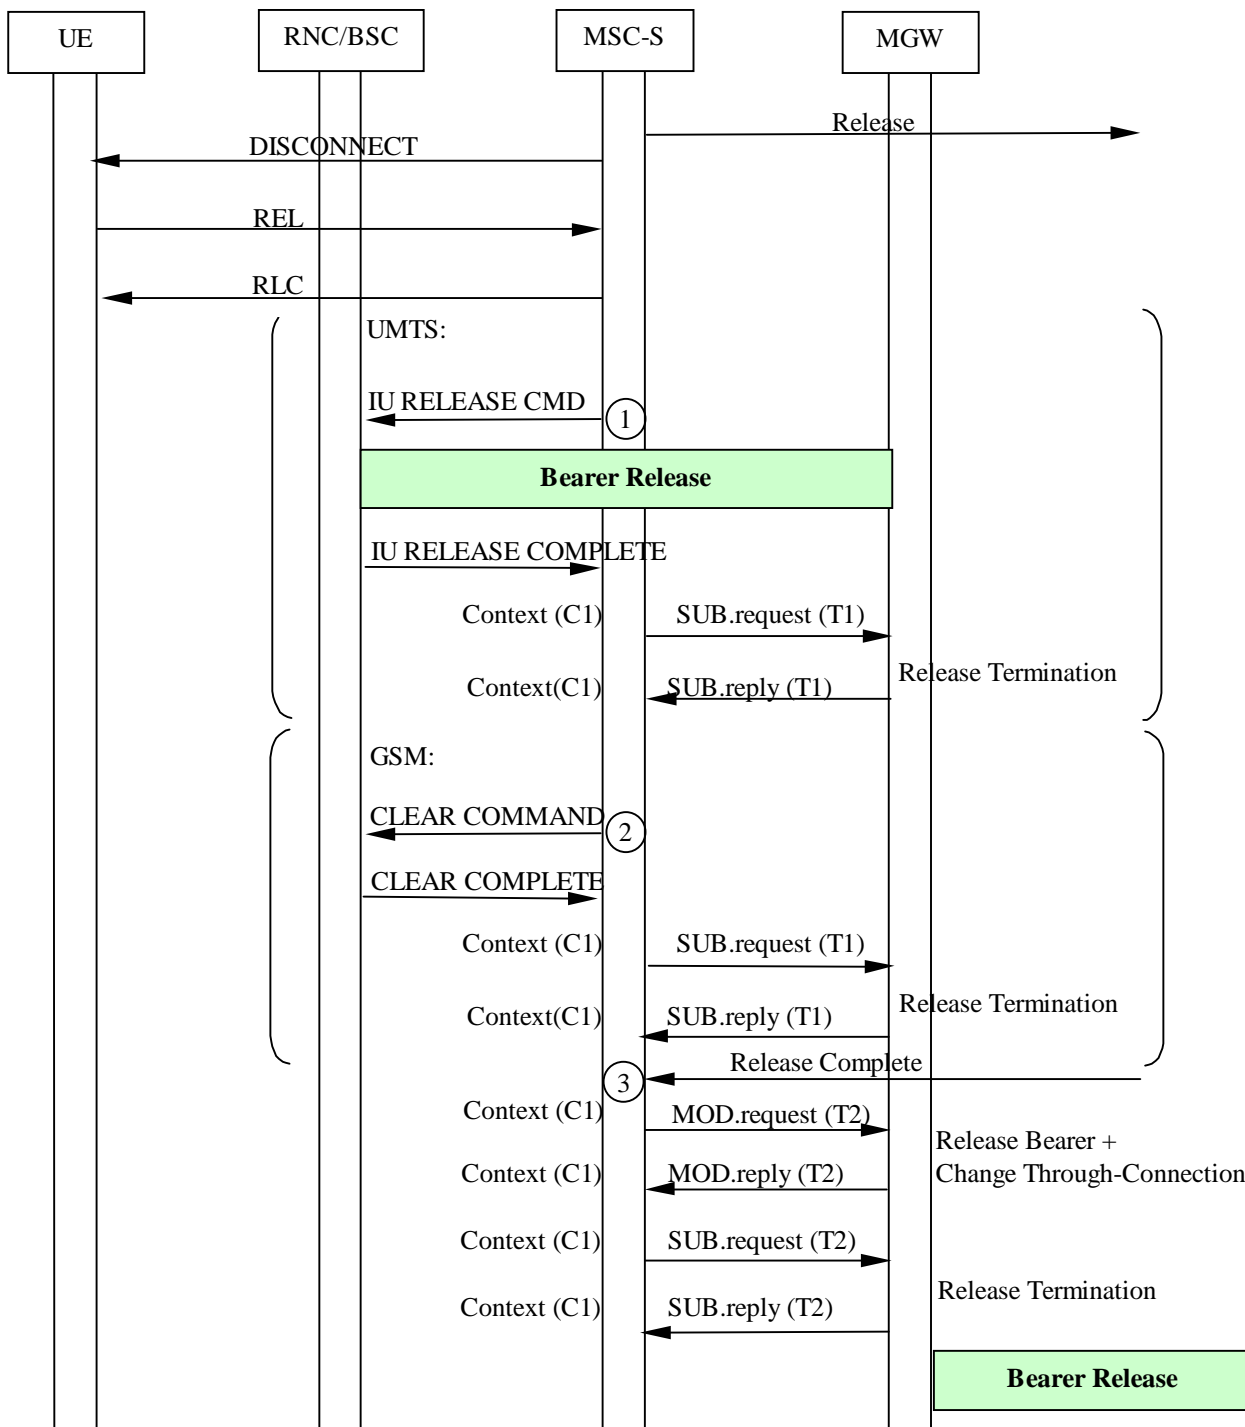 UE
RNC/BSC
MSC-S
MGW
Release
DISCONNECT
REL
RLC
UMTS:
IU RELEASE CMD
1
Bearer Release
IU RELEASE COMPLETE
Context (C1)
SUB.request (T1)
Context(C1)
SUB.reply (T1)
Release Termination
GSM:
CLEAR COMMAND
2
CLEAR COMPLETE
Context (C1)
SUB.request (T1)
Context(C1)
SUB.reply (T1)
Release Termination
Release Complete
3
Context (C1)
MOD.request (T2)
Release Bearer +
Change Through-Connection
Context (C1)
MOD.reply (T2)
Context (C1)
SUB.request (T2)
Release Termination
Context (C1)
SUB.reply (T2)
Bearer Release